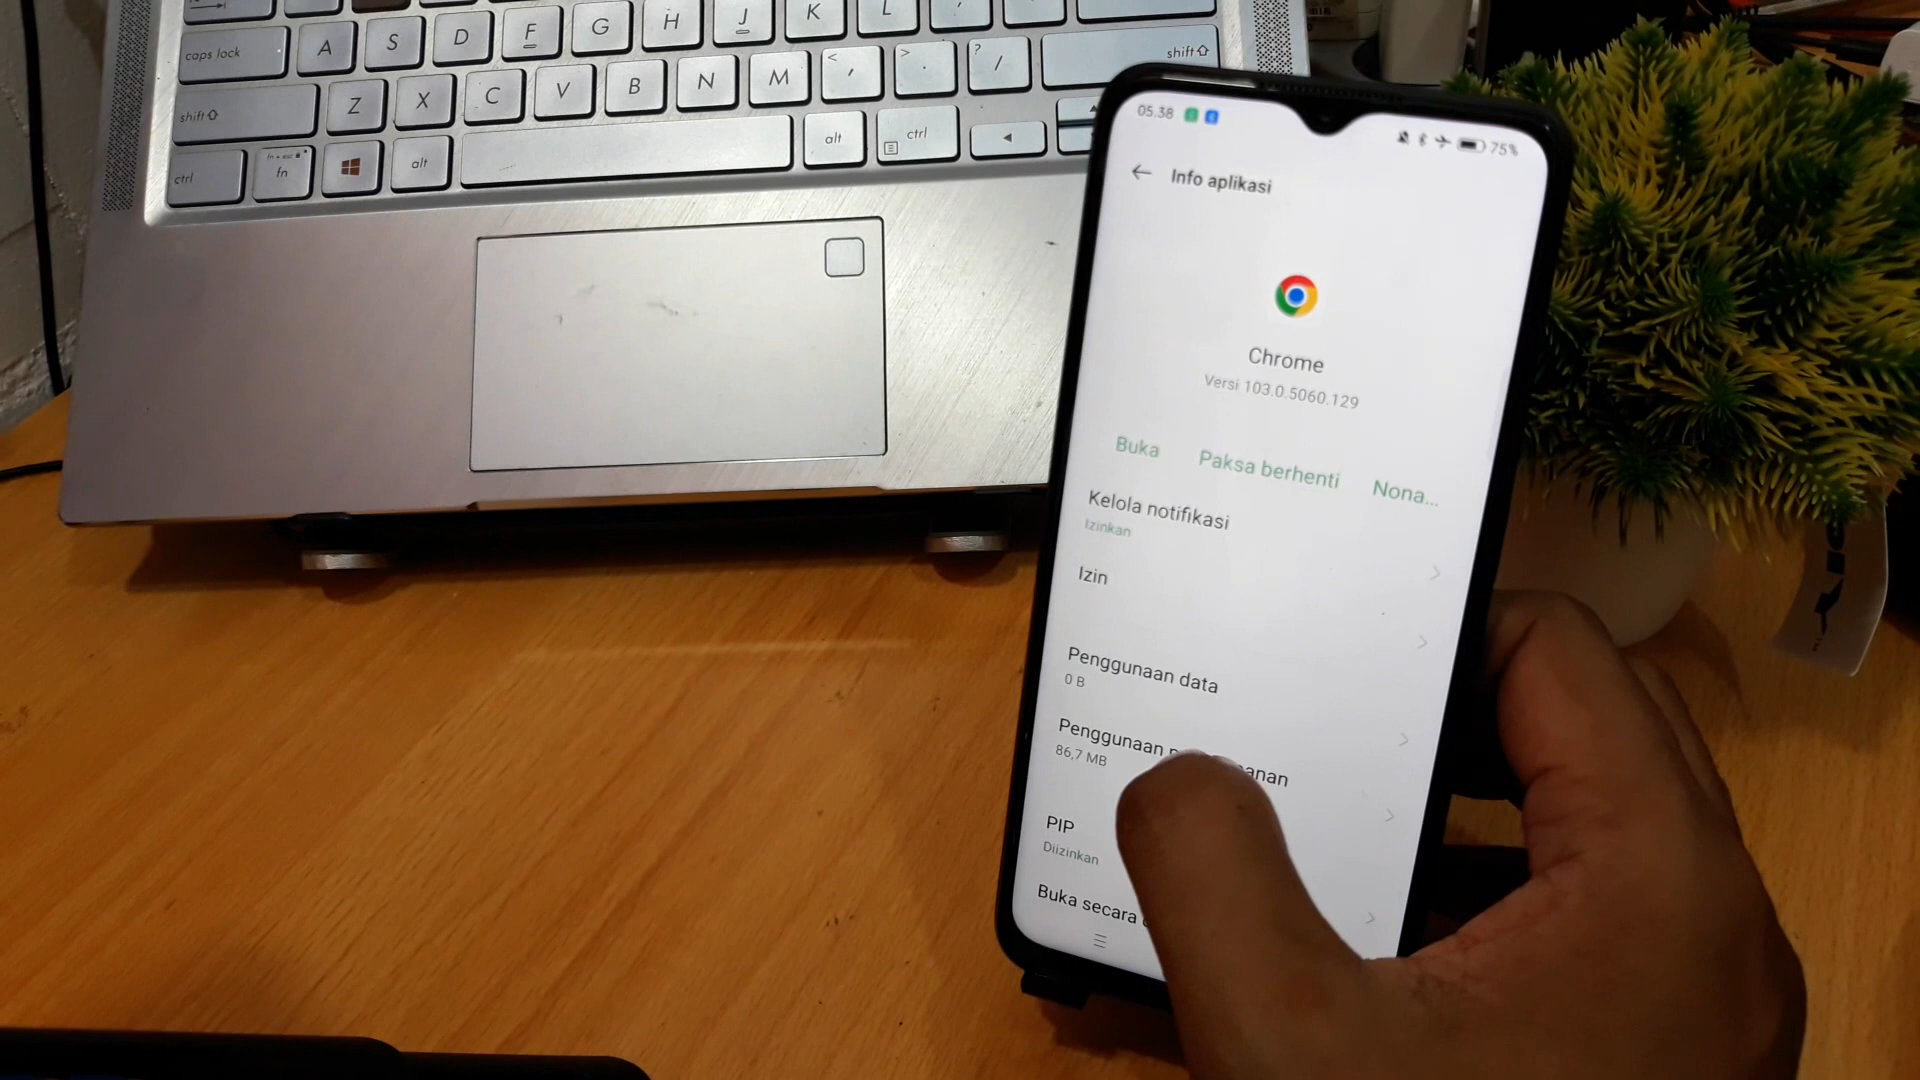 caps lock A S D F G H J K L
shift Z X C V B N M < , > . ? / shift
ctrl fn alt alt ctrl
05.38 75%
Info aplikasi
Chrome
Versi 103.0.5060.129
Buka Paksa berhenti Nona...
Kelola notifikasi
Izinkan
Izin
Penggunaan data
0 B
Penggunaan
86,7 MB
PIP
Diizinkan
Buka secara